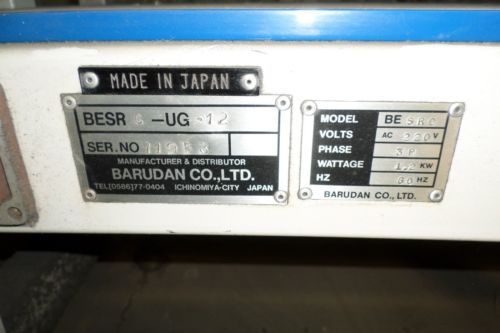 MADE IN JAPAN
BESR -UG-12
SER.NO
MANUFACTURER & DISTRIBUTOR
BARUDAN CO.,LTD.
TEL[0586]77-0404 ICHINOMIYA-CITY JAPAN
MODEL BE
VOLTS AC 220V
PHASE 3P
WATTAGE 1.2 KW
HZ 60 HZ
BARUDAN CO.,LTD.